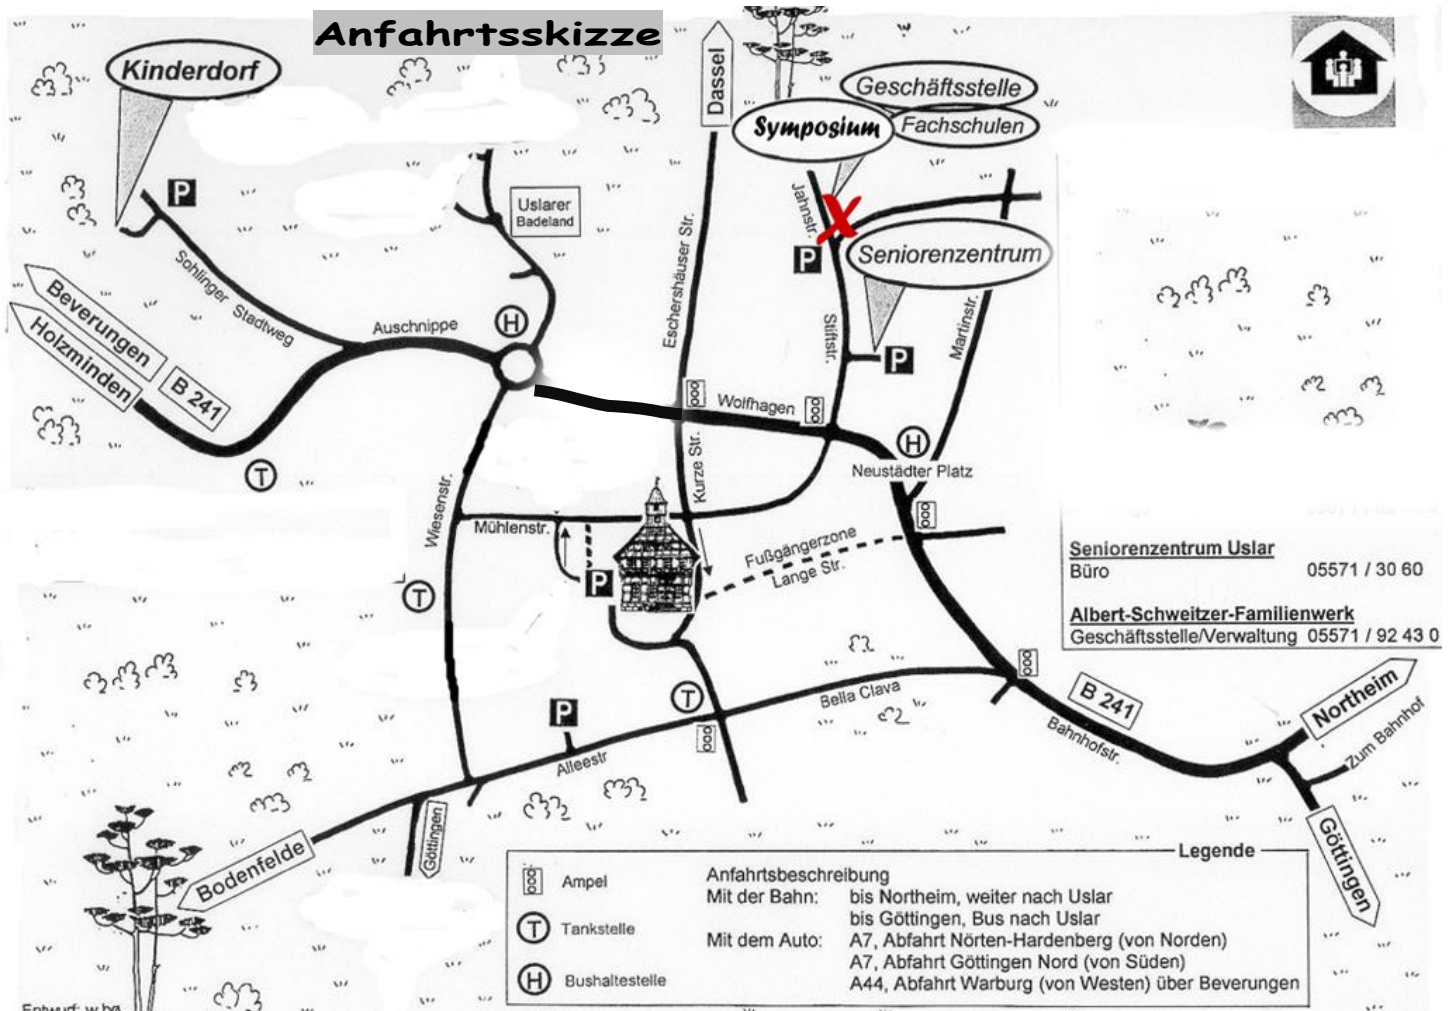 Anfahrtsskizze
Kinderdorf
P
Dassel
Geschäftsstelle
Symposium
Fachschulen
Uslarer
Badeland
Jahnstr.
X
Seniorenzentrum
P
Sohlinger Stadtweg
Beverungen
Holzminden
B 241
Auschnippe
H
Eschershäuser Str.
Stiftstr.
P
Martinstr.
Wolfhagen
H
Neustädter Platz
T
Wiesenstr.
Kurze Str.
Mühlenstr.
Fußgängerzone
Lange Str.
P
T
Seniorenzentrum Uslar
Büro 05571 / 30 60
Albert-Schweitzer-Familienwerk
Geschäftsstelle/Verwaltung 05571 / 92 43 0
T
P
Bella Clava
Alleestr
B 241
Bahnhofstr.
Northeim
Zum Bahnhof
Göttingen
Göttingen
Bodenfelde
Legende
Ampel
T Tankstelle
H Bushaltestelle
Anfahrtsbeschreibung
Mit der Bahn: bis Northeim, weiter nach Uslar
bis Göttingen, Bus nach Uslar
Mit dem Auto: A7, Abfahrt Nörten-Hardenberg (von Norden)
A7, Abfahrt Göttingen Nord (von Süden)
A44, Abfahrt Warburg (von Westen) über Beverungen